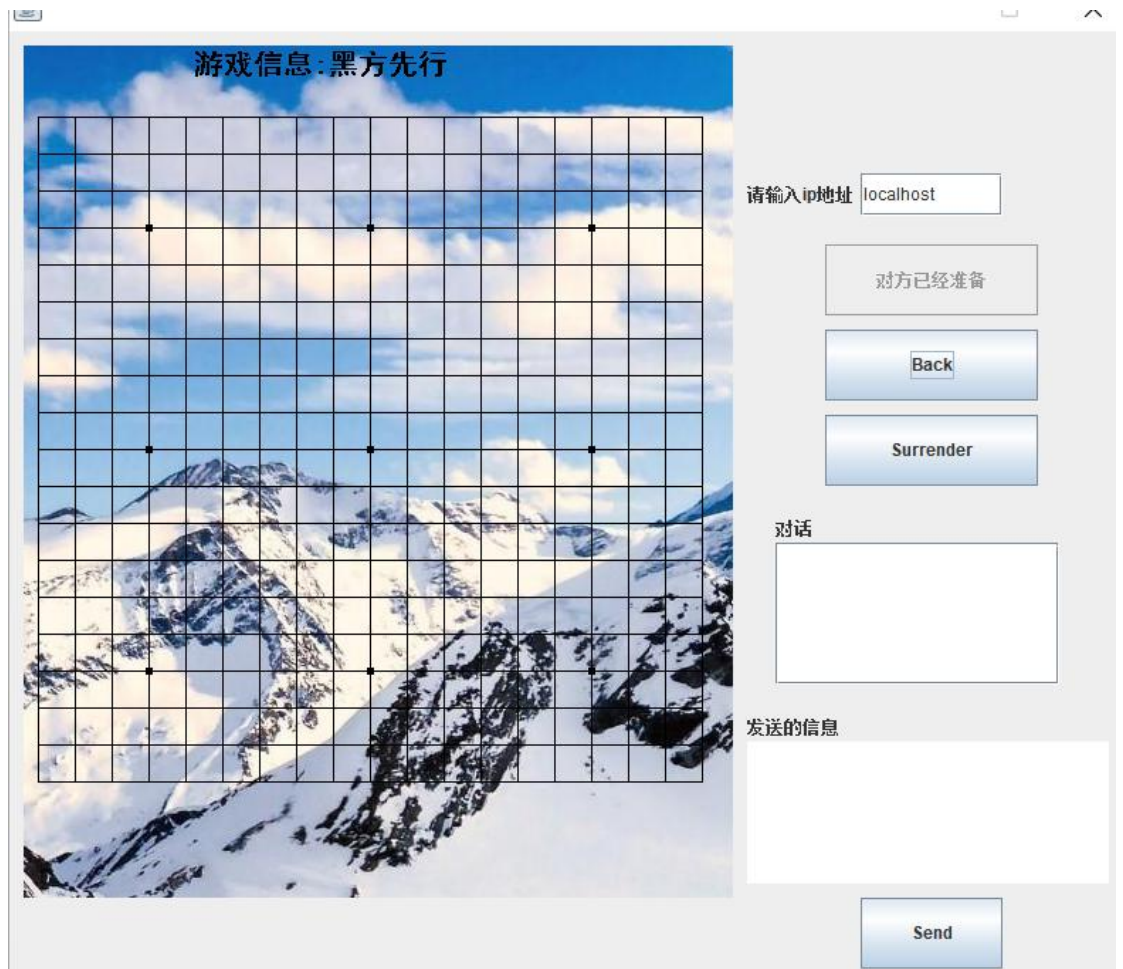 游戏信息:黑方先行
请输入ip地址 localhost
对方已经准备
Back
Surrender
对话
发送的信息
Send